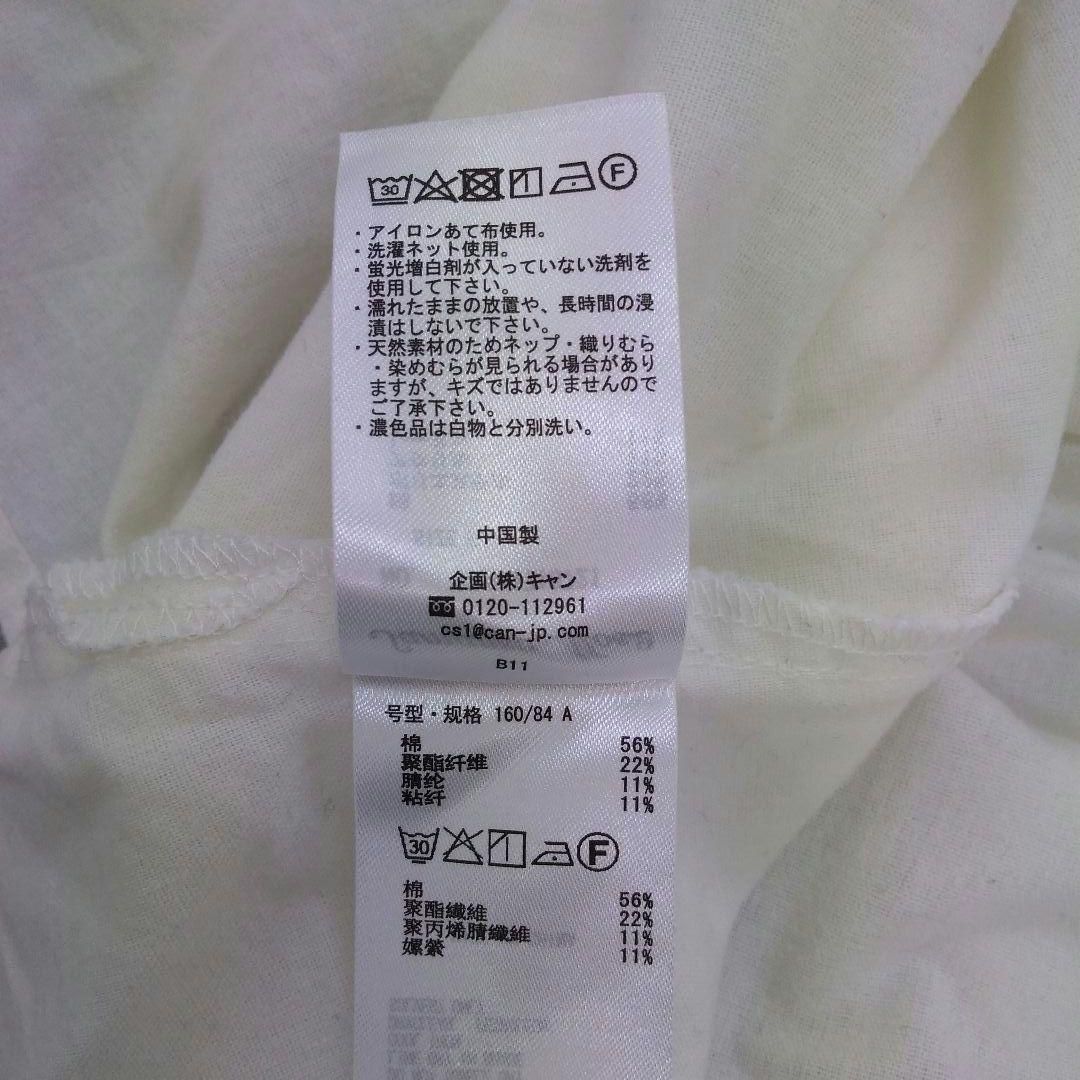 30 F
・アイロンあて布使用。
・洗濯ネット使用。
・蛍光増白剤が入っていない洗剤を
使用して下さい。
・濡れたままの放置や、長時間の浸
漬はしないで下さい。
・天然素材のためネップ・織りむら
・染めむらが見られる場合があり
ますが、キズではありませんので
ご了承下さい。
・濃色品は白物と分別洗い。
中国製
企画(株)キャン
0120-112961
cs1@can-jp.com
B11
号型・规格 160/84 A
棉 56%
聚酯纤维 22%
腈纶 11%
粘纤 11%
30 F
棉 56%
聚酯纖維 22%
聚丙烯腈纖維 11%
嫘縈 11%